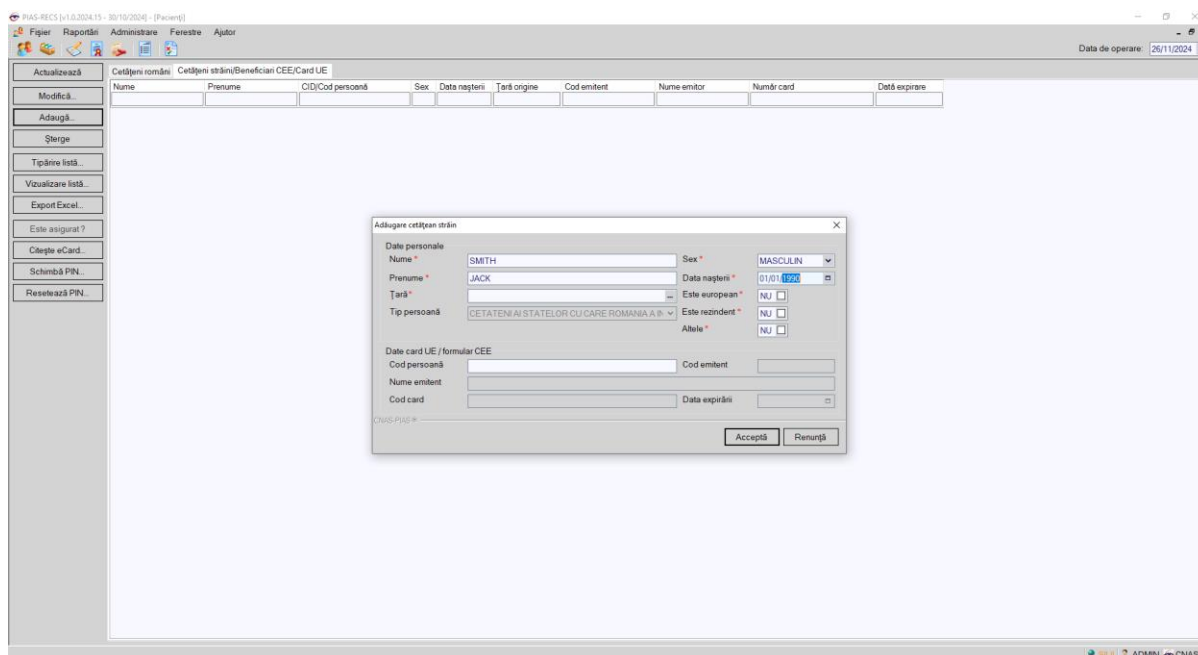 PIAS-RECS [v1.0.2024.15 - 30/10/2024] - [Pacienți]
Fișier Raportări Administrare Ferestre Ajutor
Data de operare: 26/11/2024
Actualizează
Modifică...
Adaugă...
Șterge
Tipărire listă...
Vizualizare listă...
Export Excel...
Este asigurat ?
Citește eCard...
Schimbă PIN...
Resetează PIN...
Cetățeni români Cetățeni străini/Beneficiari CEE/Card UE
Nume Prenume CID/Cod persoană Sex Data nașterii Țară origine Cod emitent Nume emitor Număr card Dată expirare
Adăugare cetățean străin
Date personale
Nume * SMITH Sex * MASCULIN
Prenume * JACK Data nașterii * 01/01/1990
Țară * ... Este european * NU
Tip persoană CETATENI AI STATELOR CU CARE ROMANIA A Este rezident * NU
Altele * NU
Date card UE / formular CEE
Cod persoană Cod emitent
Nume emitent
Cod card Data expirării
CNAS-PIAS
Acceptă Renunță
ADMIN CNAS